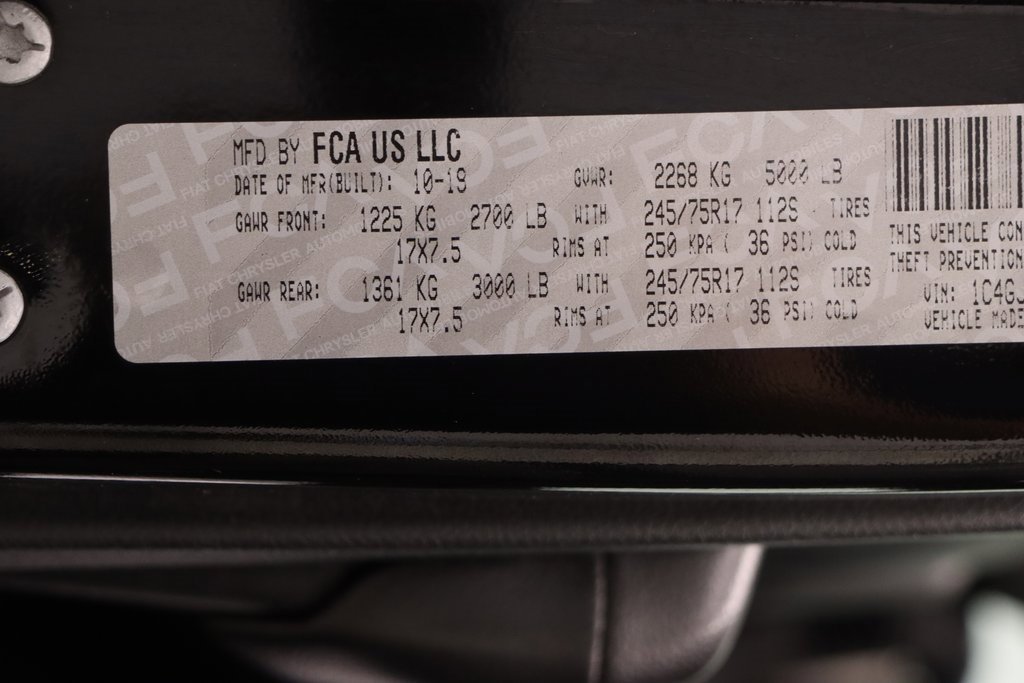 MFD BY FCA US LLC
DATE OF MFR(BUILT): 10-19 GVWR: 2268 KG 5000 LB
GAWR FRONT: 1225 KG 2700 LB WITH 245/75R17 112S TIRES
17X7.5 RIMS AT 250 KPA ( 36 PSI) COLD
GAWR REAR: 1361 KG 3000 LB WITH 245/75R17 112S TIRES
17X7.5 RIMS AT 250 KPA ( 36 PSI) COLD
THIS VEHICLE CON
THEFT PREVENTION
VIN: 1C4GJ
VEHICLE MADE